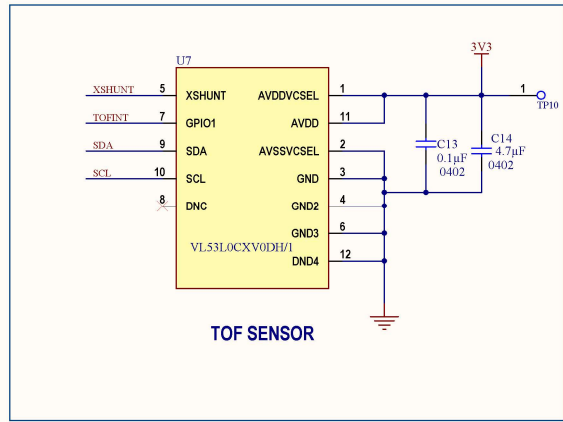 U7
3V3
XSHUNT 5 XSHUNT AVDDVCSEL 1 1
TP10
TOFINT 7 GPIO1 AVDD 11
SDA 9 SDA AVSSVCSEL 2
C13
0.1µF
0402
C14
4.7µF
0402
SCL 10 SCL GND 3
8 DNC GND2 4
GND3 6
VL53L0CXV0DH/1
DND4 12
TOF SENSOR